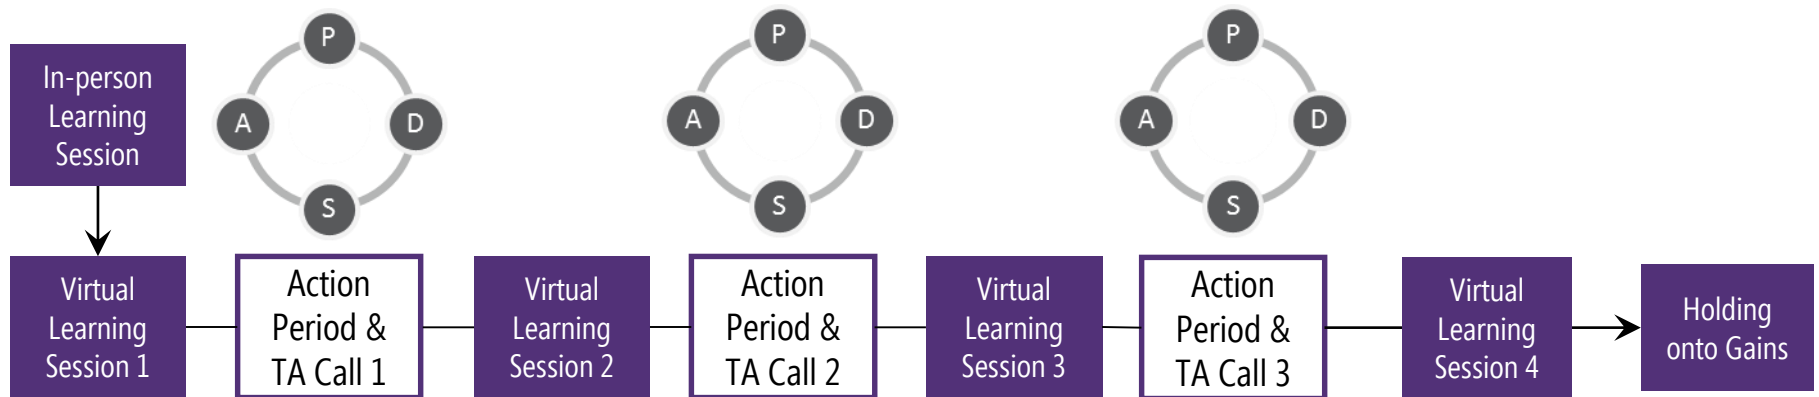 In-person
Learning
Session
P
A
D
S
P
A
D
S
P
A
D
S
Virtual
Learning
Session 1
Action
Period &
TA Call 1
Virtual
Learning
Session 2
Action
Period &
TA Call 2
Virtual
Learning
Session 3
Action
Period &
TA Call 3
Virtual
Learning
Session 4
Holding
onto Gains